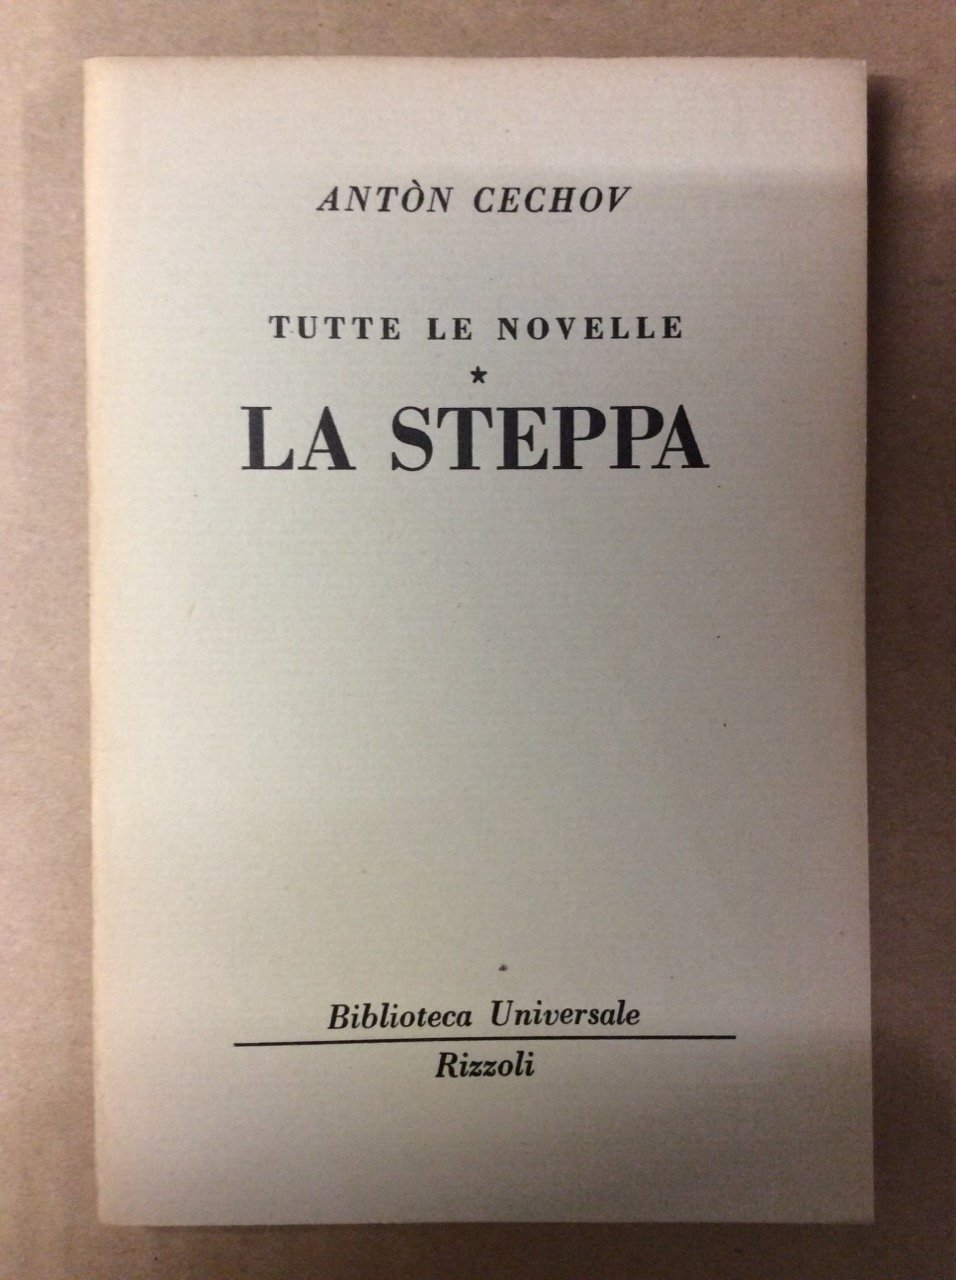 ANTÒN CECHOV
TUTTE LE NOVELLE
★
LA STEPPA
Biblioteca Universale
Rizzoli